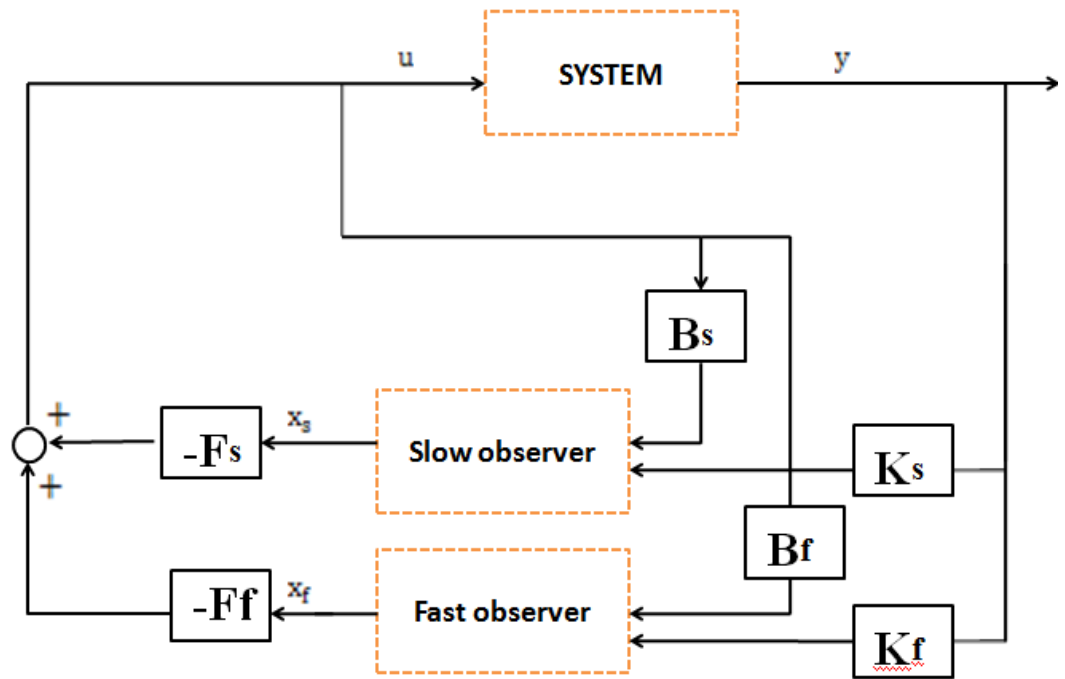 u
SYSTEM
y
Bs
+
-Fs
xs
Slow observer
Ks
+
Bf
-Ff
xf
Fast observer
Kf